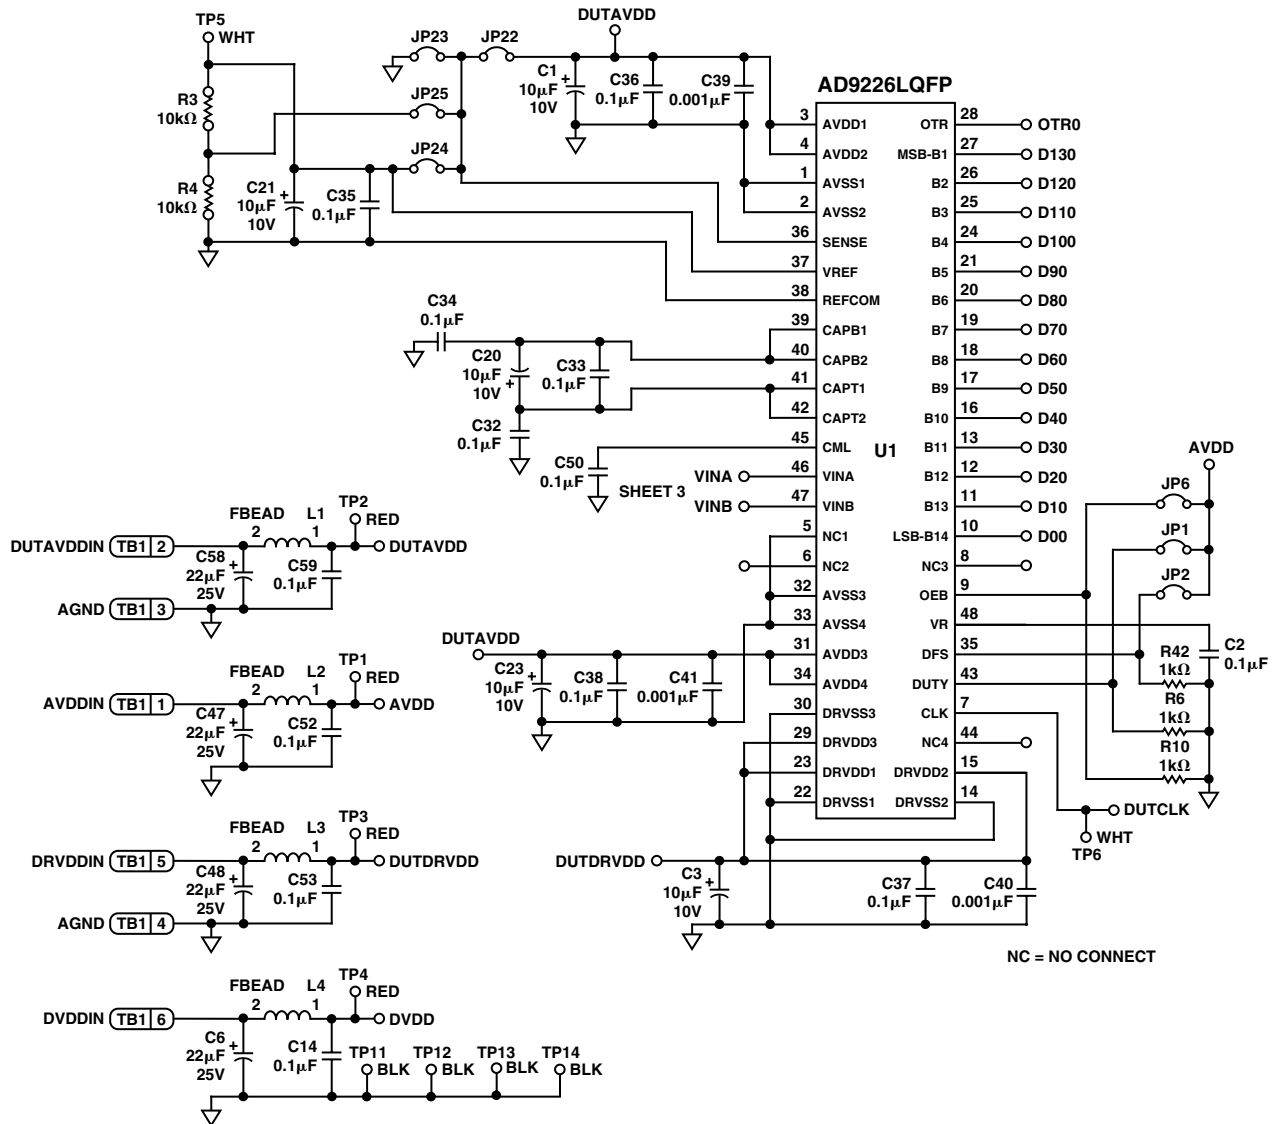 TP5
WHT
R3
10kΩ
R4
10kΩ
C21
10μF
10V
+
C35
0.1μF
JP23
JP22
JP25
JP24
DUTAVDD
C1
10μF
10V
+
C36
0.1μF
C39
0.001μF
AD9226LQFP
U1
3 AVDD1
4 AVDD2
1 AVSS1
2 AVSS2
36 SENSE
37 VREF
38 REFCOM
39 CAPB1
40 CAPB2
41 CAPT1
42 CAPT2
45 CML
46 VINA
47 VINB
5 NC1
6 NC2
32 AVSS3
33 AVSS4
31 AVDD3
34 AVDD4
30 DRVSS3
29 DRVDD3
23 DRVDD1
22 DRVSS1
OTR 28 OTR0
MSB-B1 27 D130
B2 26 D120
B3 25 D110
B4 24 D100
B5 21 D90
B6 20 D80
B7 19 D70
B8 18 D60
B9 17 D50
B10 16 D40
B11 13 D30
B12 12 D20
B13 11 D10
LSB-B14 10 D00
NC3 8
OEB 9
VR 48
DFS 35
DUTY 43
CLK 7
NC4 44
DRVDD2 15
DRVSS2 14
C34
0.1μF
C20
10μF
10V
+
C33
0.1μF
C32
0.1μF
C50
0.1μF
SHEET 3
VINA
VINB
AVDD
JP6
JP1
JP2
R42
1kΩ
R6
1kΩ
R10
1kΩ
C2
0.1μF
DUTCLK
WHT
TP6
DUTAVDD
C23
10μF
10V
+
C38
0.1μF
C41
0.001μF
DUTDRVDD
C3
10μF
10V
+
C37
0.1μF
C40
0.001μF
NC = NO CONNECT
DUTAVDDIN TB1 2
FBEAD L1
2 1
TP2
RED
DUTAVDD
C58
22μF
25V
+
C59
0.1μF
AGND TB1 3
AVDDIN TB1 1
FBEAD L2
2 1
TP1
RED
AVDD
C47
22μF
25V
+
C52
0.1μF
DRVDDIN TB1 5
FBEAD L3
2 1
TP3
RED
DUTDRVDD
C48
22μF
25V
+
C53
0.1μF
AGND TB1 4
DVDDIN TB1 6
FBEAD L4
2 1
TP4
RED
DVDD
C6
22μF
25V
+
C14
0.1μF
TP11
BLK
TP12
BLK
TP13
BLK
TP14
BLK